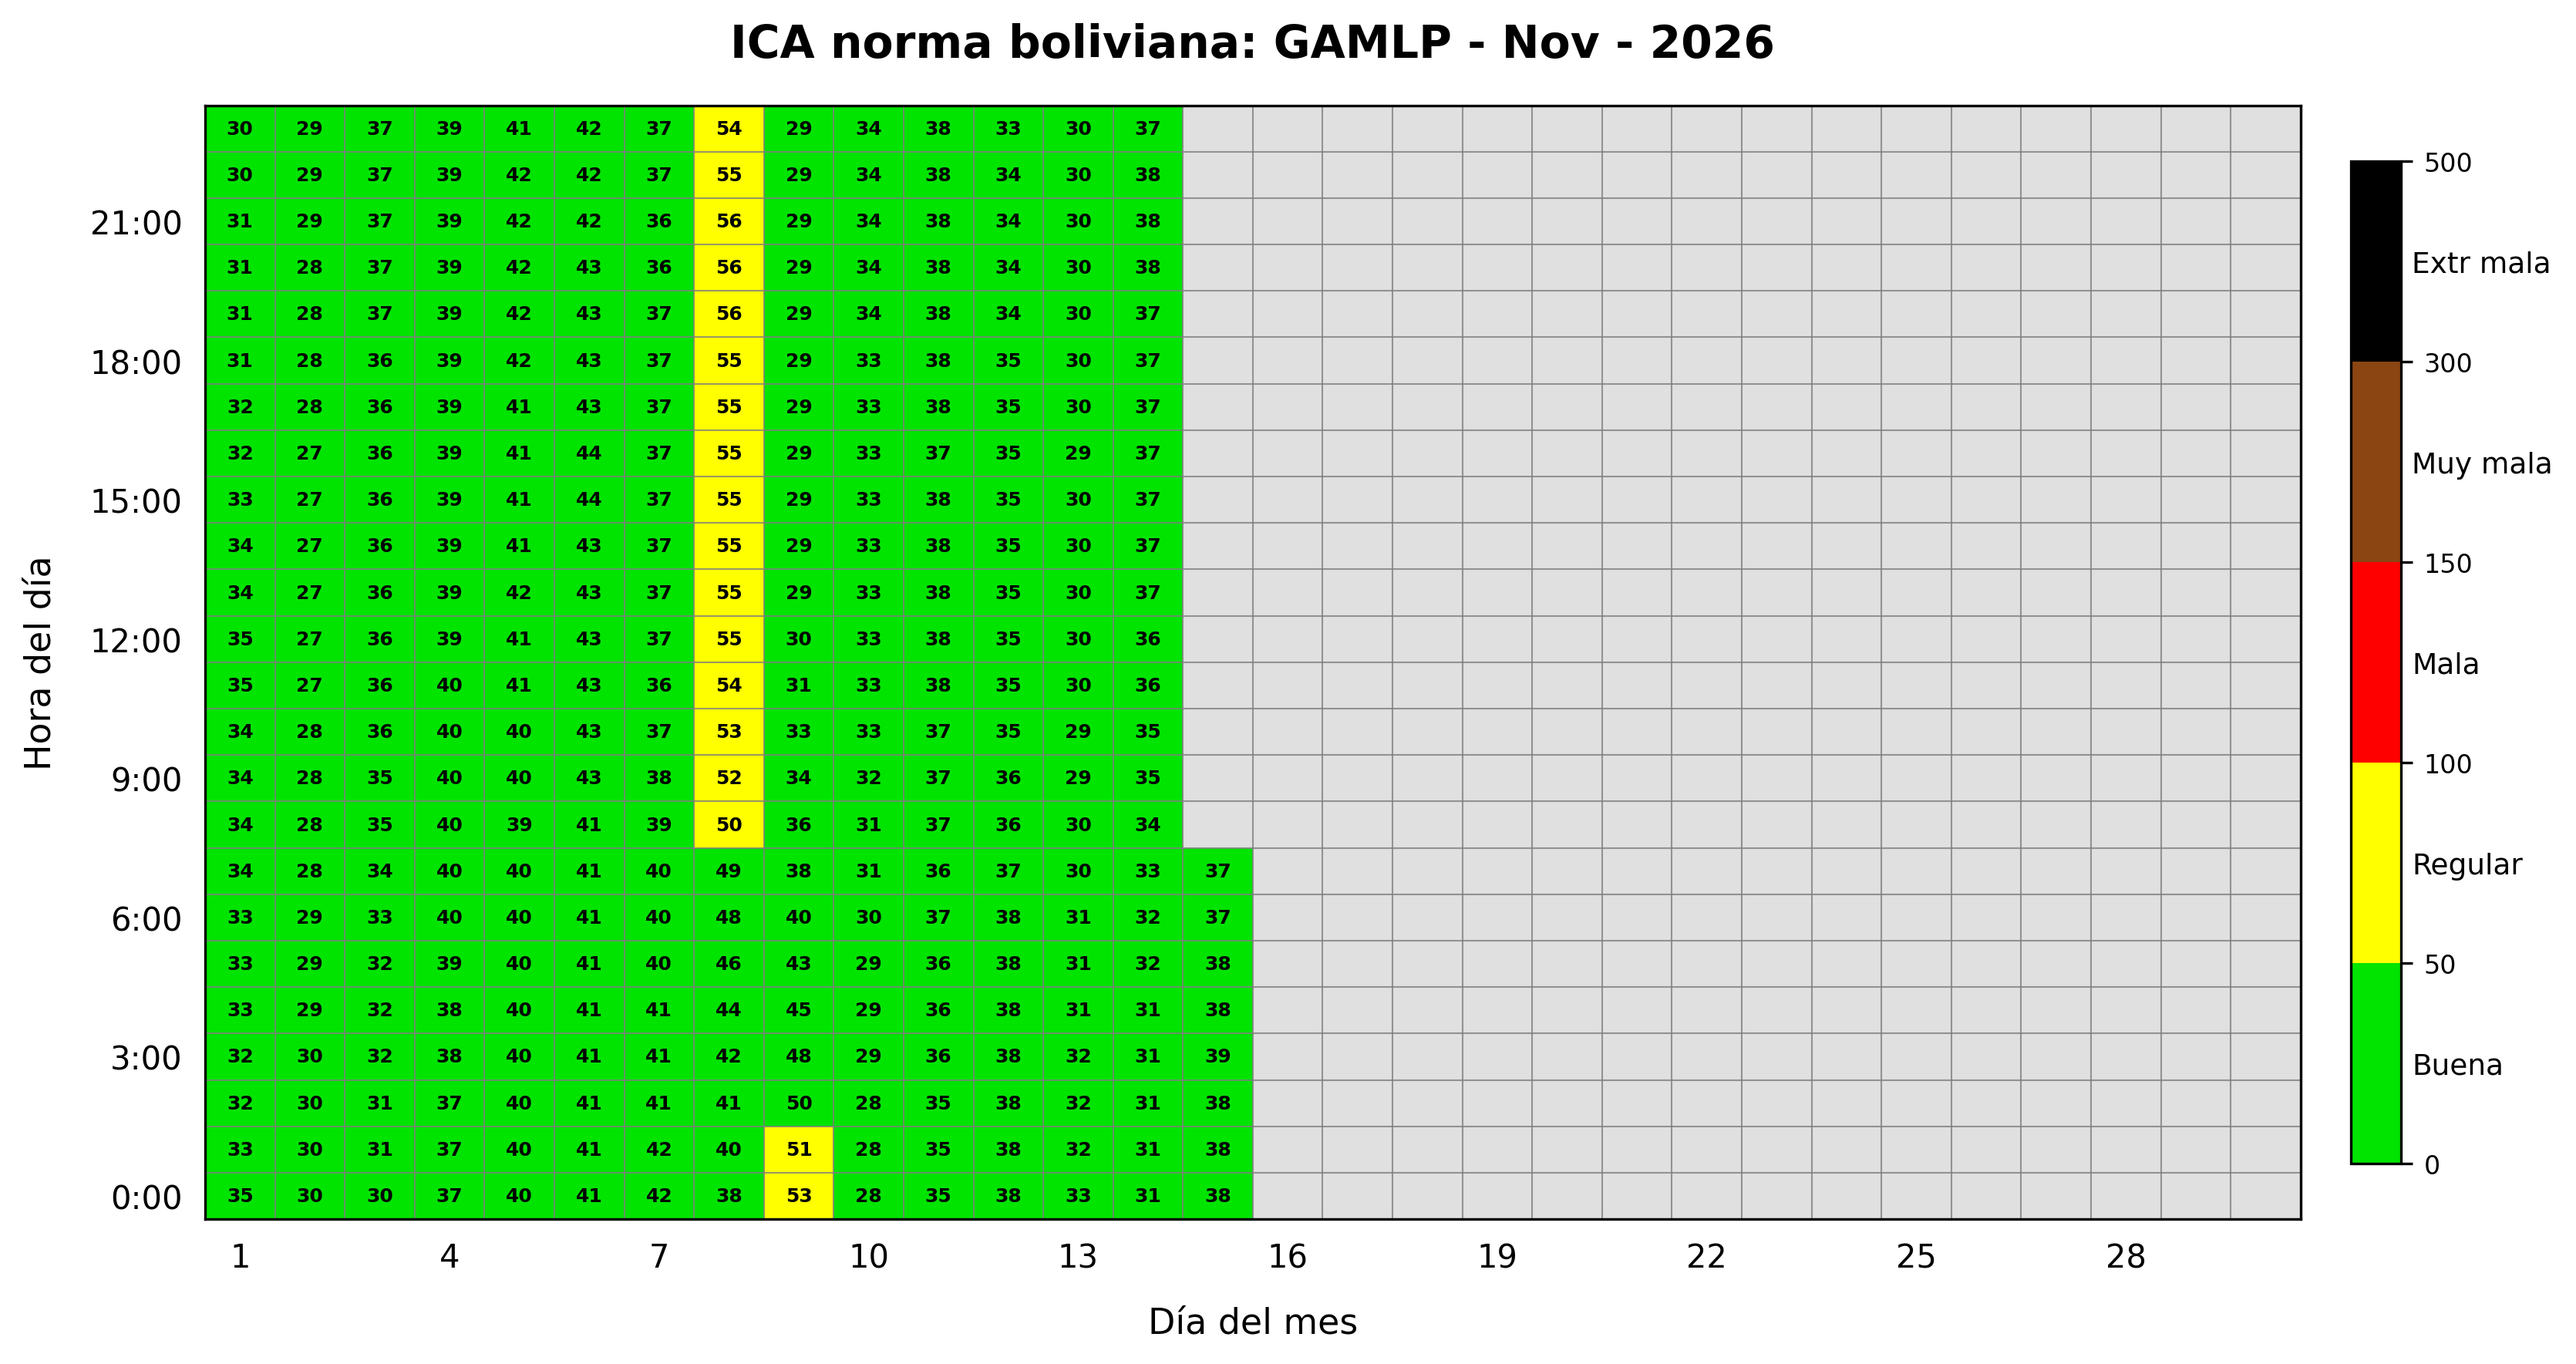 ICA norma boliviana: GAMLP - Nov - 2026
30 29 37 39 41 42 37 54 29 34 38 33 30 37
30 29 37 39 42 42 37 55 29 34 38 34 30 38
21:00 31 29 37 39 42 42 36 56 29 34 38 34 30 38
31 28 37 39 42 43 36 56 29 34 38 34 30 38
31 28 37 39 42 43 37 56 29 34 38 34 30 37
18:00 31 28 36 39 42 43 37 55 29 33 38 35 30 37
32 28 36 39 41 43 37 55 29 33 38 35 30 37
32 27 36 39 41 44 37 55 29 33 37 35 29 37
15:00 33 27 36 39 41 44 37 55 29 33 38 35 30 37
34 27 36 39 41 43 37 55 29 33 38 35 30 37
34 27 36 39 42 43 37 55 29 33 38 35 30 37
12:00 35 27 36 39 41 43 37 55 30 33 38 35 30 36
35 27 36 40 41 43 36 54 31 33 38 35 30 36
34 28 36 40 40 43 37 53 33 33 37 35 29 35
9:00 34 28 35 40 40 43 38 52 34 32 37 36 29 35
34 28 35 40 39 41 39 50 36 31 37 36 30 34
34 28 34 40 40 41 40 49 38 31 36 37 30 33 37
6:00 33 29 33 40 40 41 40 48 40 30 37 38 31 32 37
33 29 32 39 40 41 40 46 43 29 36 38 31 32 38
33 29 32 38 40 41 41 44 45 29 36 38 31 31 38
3:00 32 30 32 38 40 41 41 42 48 29 36 38 32 31 39
32 30 31 37 40 41 41 41 50 28 35 38 32 31 38
33 30 31 37 40 41 42 40 51 28 35 38 32 31 38
0:00 35 30 30 37 40 41 42 38 53 28 35 38 33 31 38
1 4 7 10 13 16 19 22 25 28
Día del mes
Hora del día
500
Extr mala
300
Muy mala
150
Mala
100
Regular
50
Buena
0